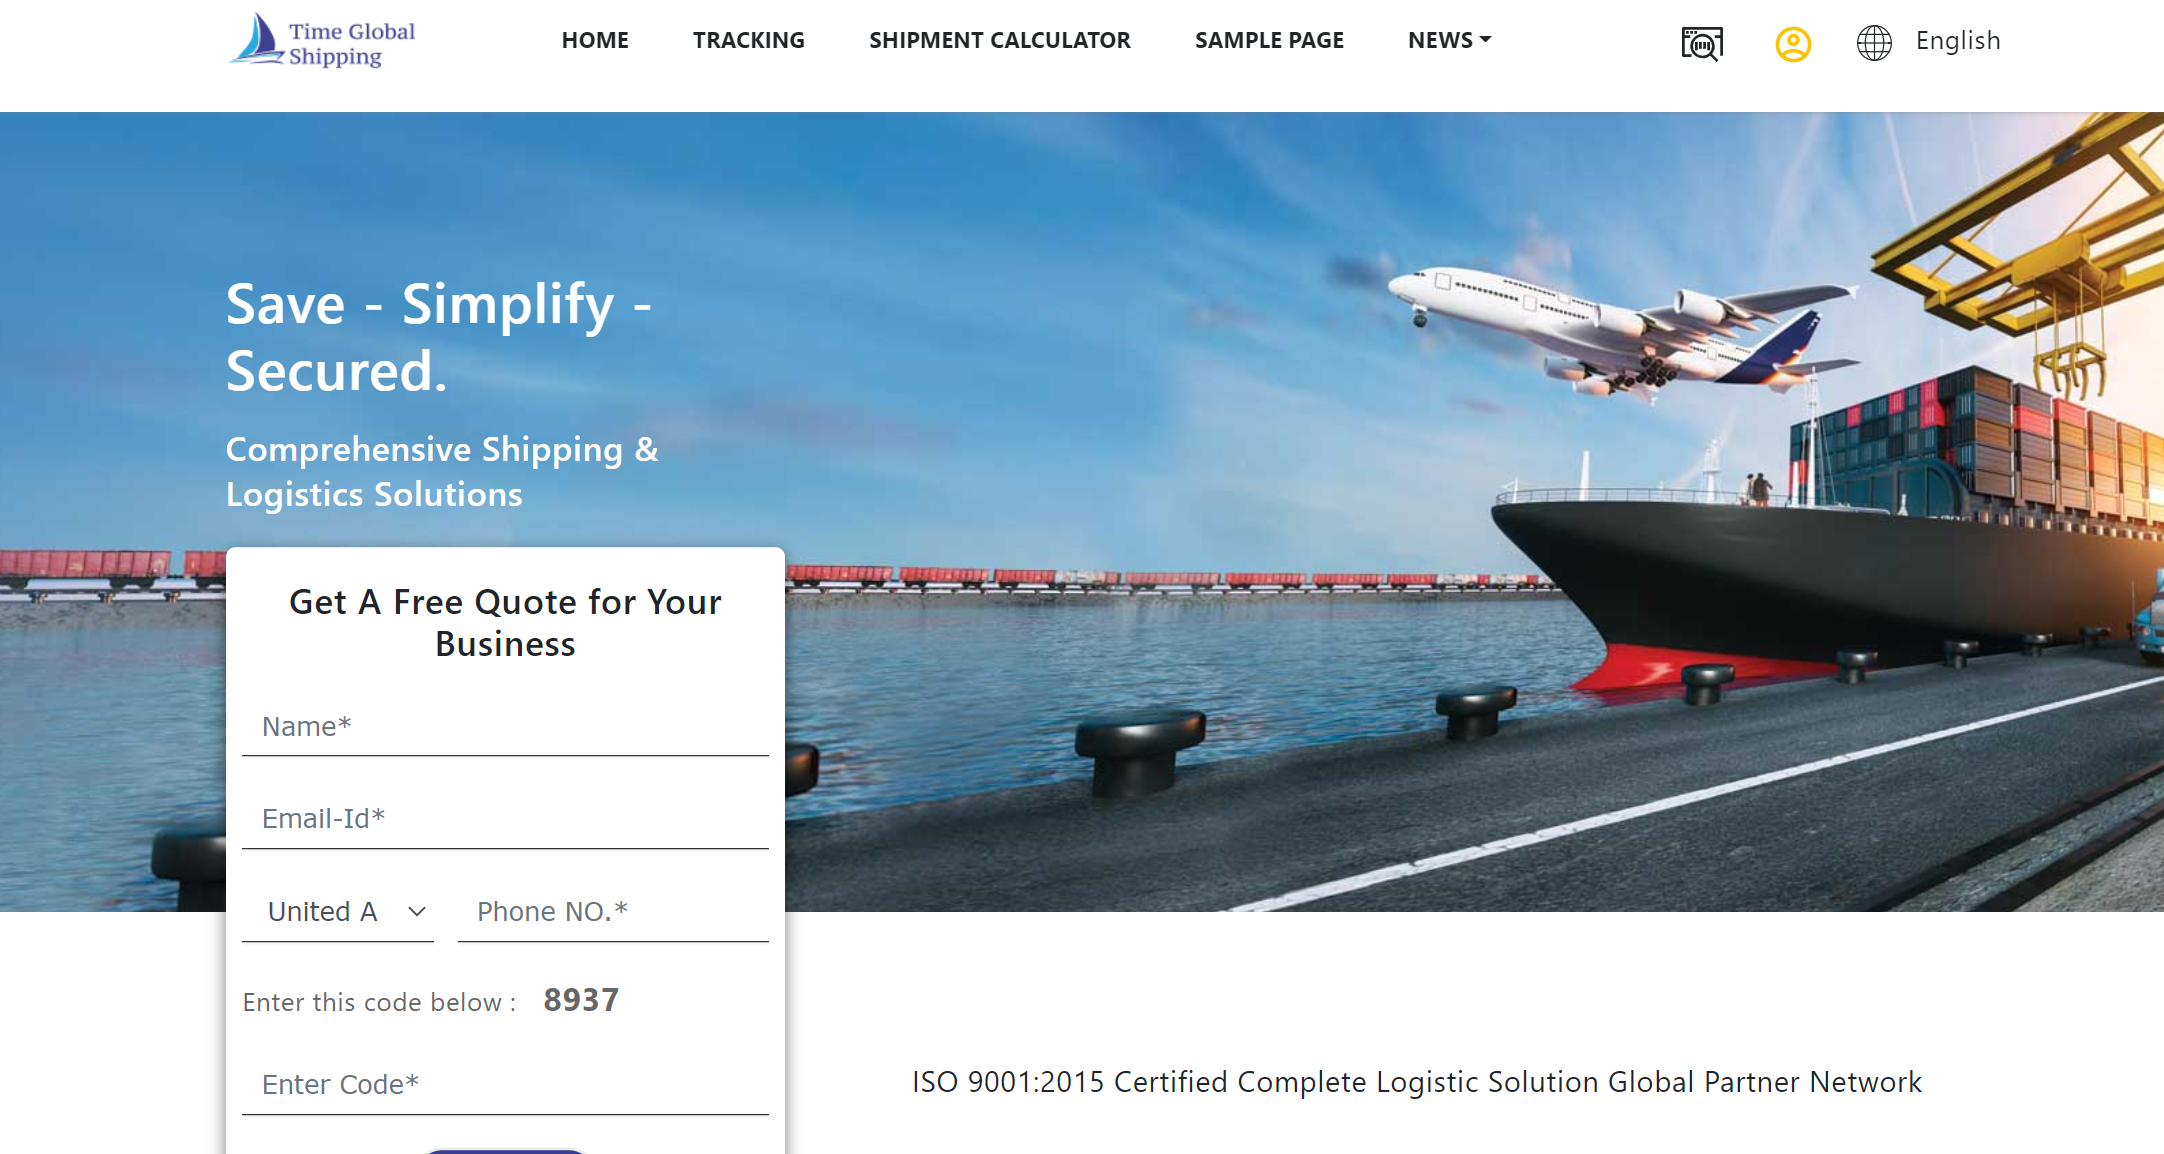 Time Global
Shipping
HOME
TRACKING
SHIPMENT CALCULATOR
SAMPLE PAGE
NEWS
English
Save - Simplify -
Secured.
Comprehensive Shipping &
Logistics Solutions
Get A Free Quote for Your
Business
Name*
Email-Id*
United A
Phone NO.*
Enter this code below : 8937
Enter Code*
ISO 9001:2015 Certified Complete Logistic Solution Global Partner Network